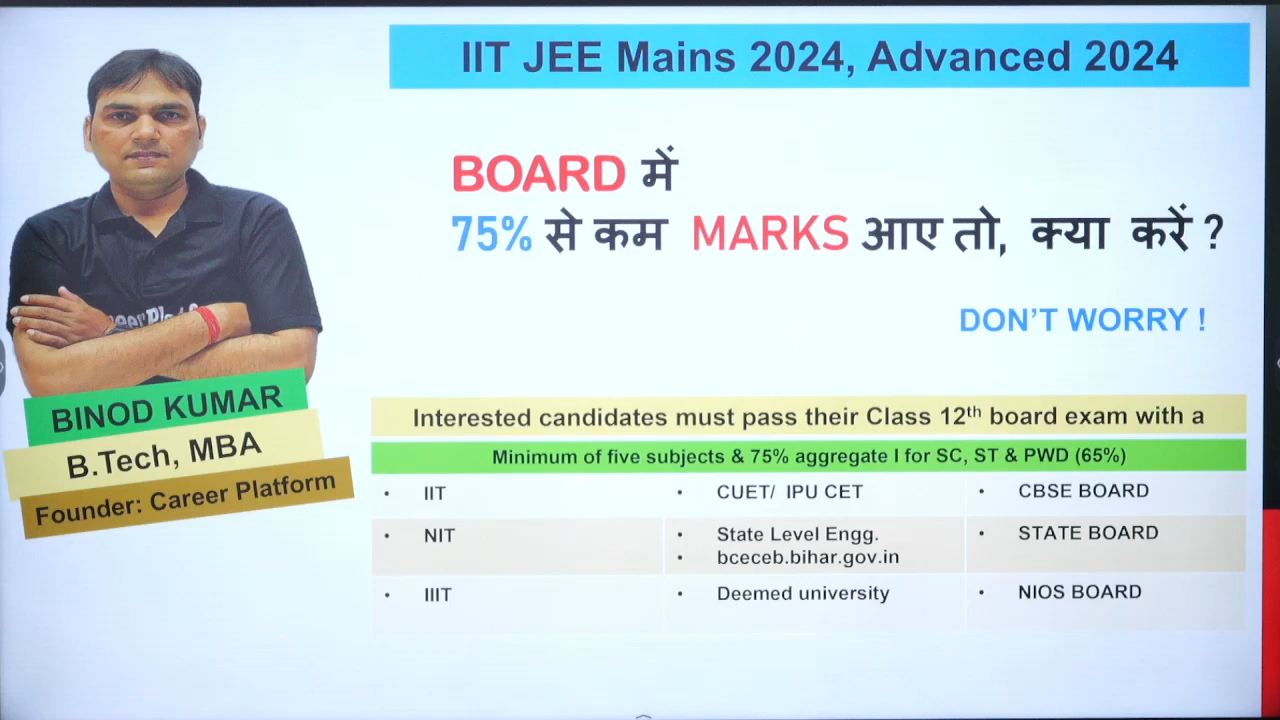 IIT JEE Mains 2024, Advanced 2024
BOARD में
75% से कम MARKS आए तो, क्या करें ?
DON'T WORRY !
BINOD KUMAR
B.Tech, MBA
Founder: Career Platform
Interested candidates must pass their Class 12th board exam with a
Minimum of five subjects & 75% aggregate I for SC, ST & PWD (65%)
• IIT • CUET/ IPU CET • CBSE BOARD
• NIT • State Level Engg. • STATE BOARD
• bceceb.bihar.gov.in
• IIIT • Deemed university • NIOS BOARD